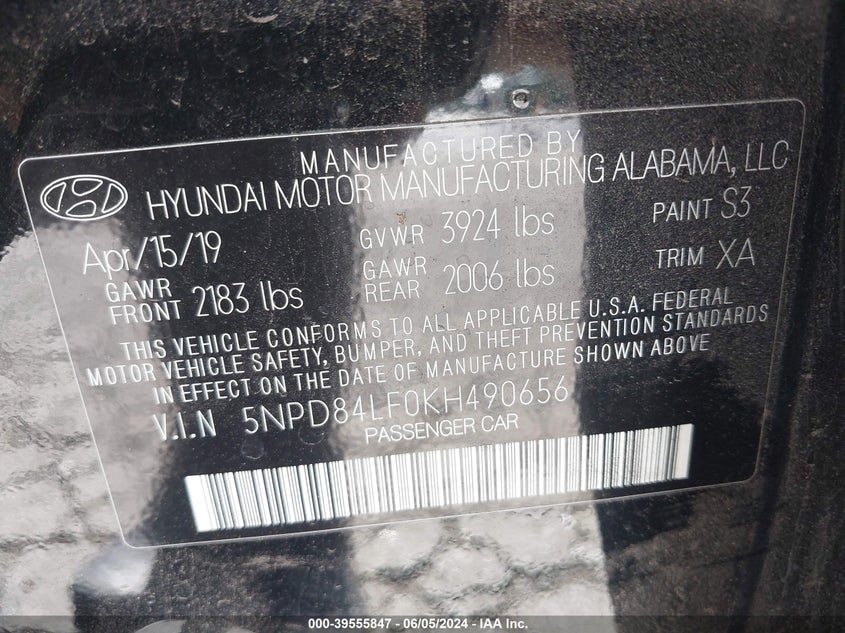 MANUFACTURED BY
HYUNDAI MOTOR MANUFACTURING ALABAMA, LLC
Apr/15/19 GVWR 3924 lbs PAINT S3
GAWR FRONT 2183 lbs GAWR REAR 2006 lbs TRIM XA
THIS VEHICLE CONFORMS TO ALL APPLICABLE U.S.A. FEDERAL
MOTOR VEHICLE SAFETY, BUMPER, AND THEFT PREVENTION STANDARDS
IN EFFECT ON THE DATE OF MANUFACTURE SHOWN ABOVE
V.I.N 5NPD84LF0KH490656
PASSENGER CAR
000-39555847 - 06/05/2024 - IAA Inc.